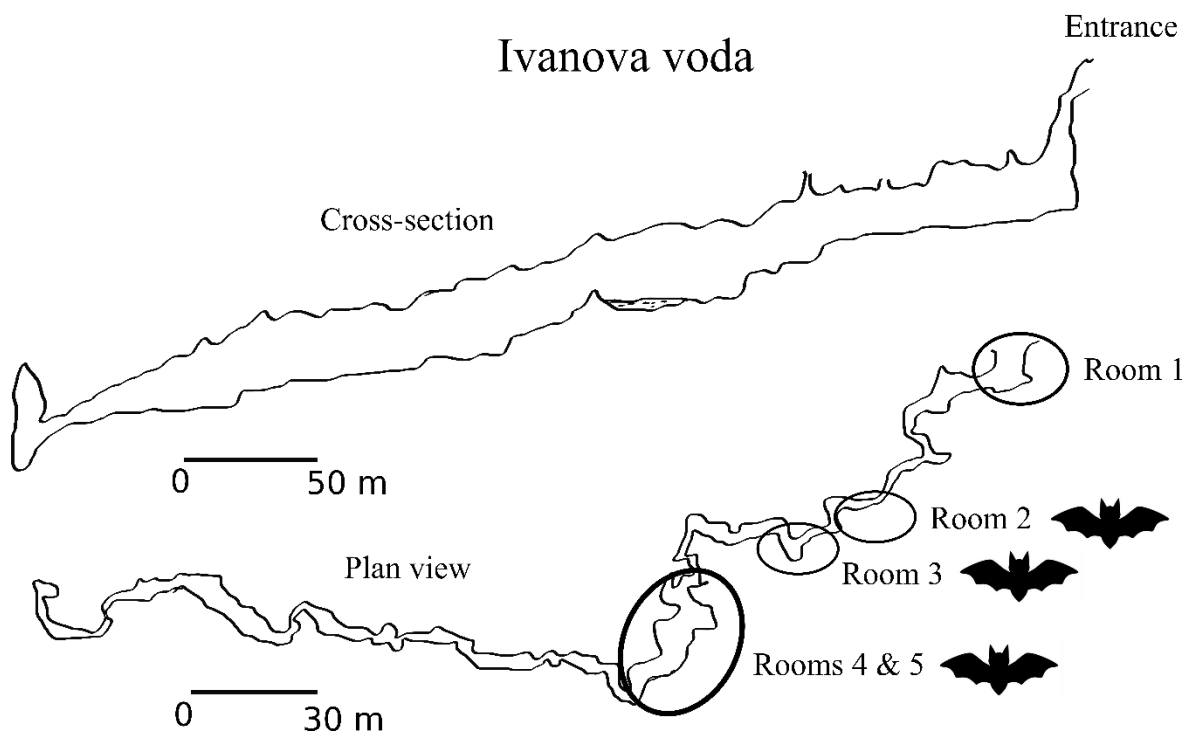 Entrance
Ivanova voda
Cross-section
0 50 m
Room 1
Room 2
Room 3
Plan view
Rooms 4 & 5
0 30 m